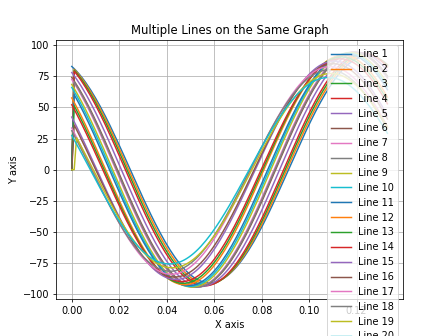 Multiple Lines on the Same Graph
Y axis
100
75
50
25
0
−25
−50
−75
−100
0.00
0.02
0.04
0.06
0.08
0.10
X axis
Line 1
Line 2
Line 3
Line 4
Line 5
Line 6
Line 7
Line 8
Line 9
Line 10
Line 11
Line 12
Line 13
Line 14
Line 15
Line 16
Line 17
Line 18
Line 19
Line 20